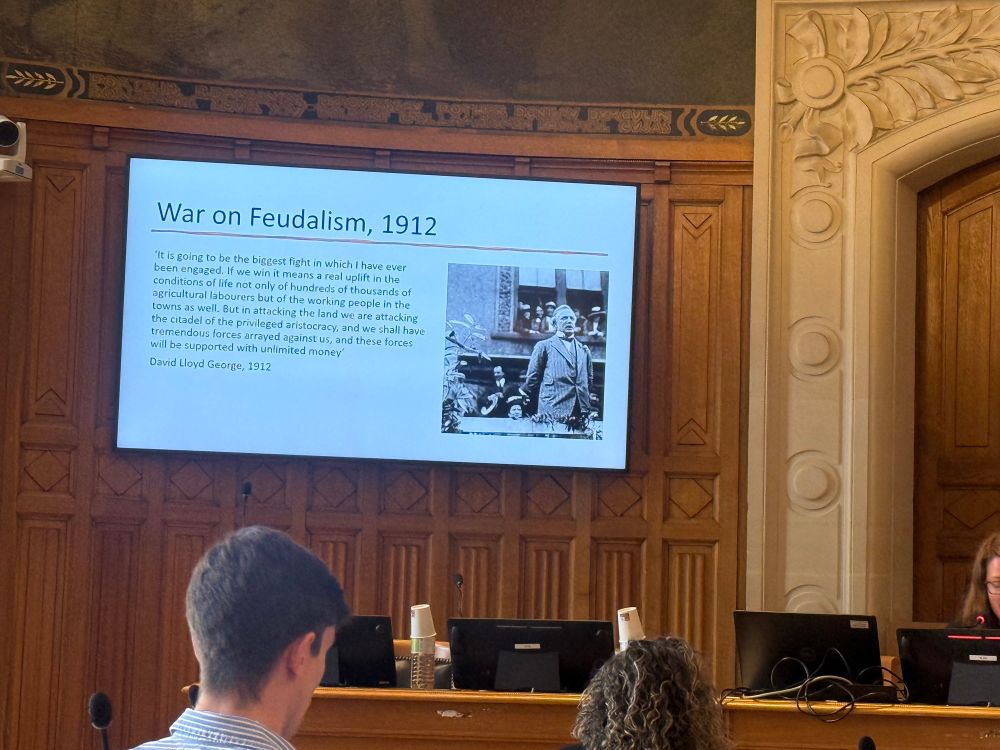 War on Feudalism, 1912
'It is going to be the biggest fight in which I have ever
been engaged. If we win it means a real uplift in the
conditions of life not only of hundreds of thousands of
agricultural labourers but of the working people in the
towns as well. But in attacking the land we are attacking
the citadel of the privileged aristocracy, and we shall have
tremendous forces arrayed against us, and these forces
will be supported with unlimited money'
David Lloyd George, 1912